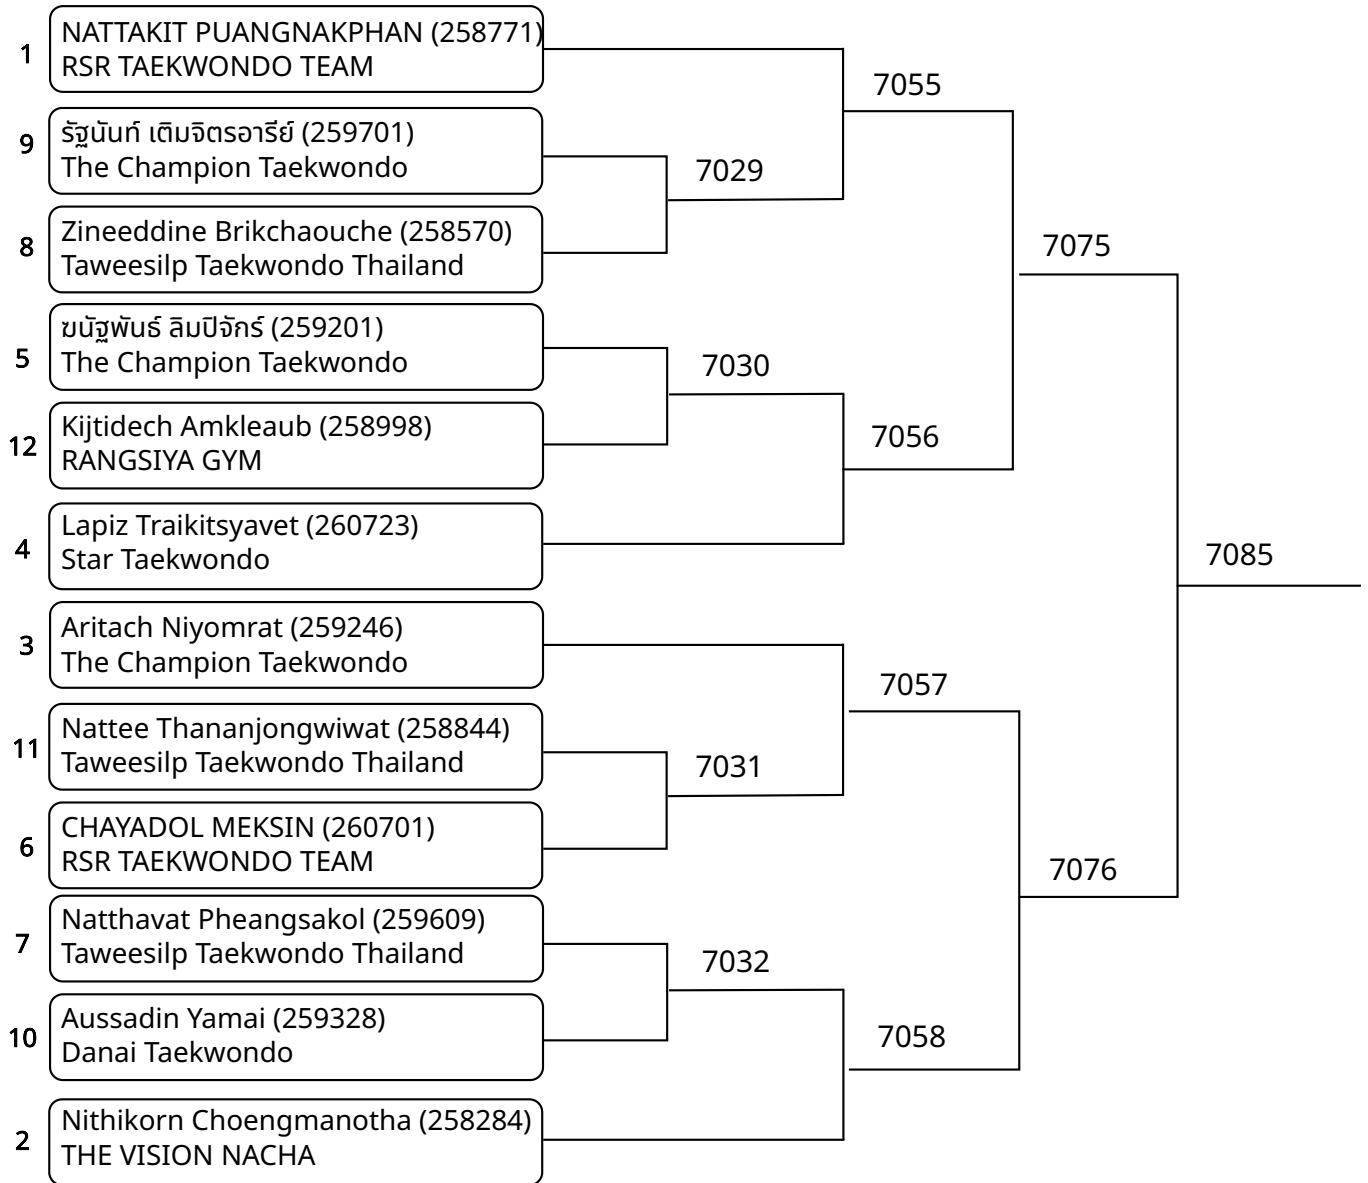 1
NATTAKIT PUANGNAKPHAN (258771)
RSR TAEKWONDO TEAM
7055
9
รัฐนันท์ เติมจิตรอารีย์ (259701)
The Champion Taekwondo
7029
8
Zineeddine Brikchaouche (258570)
Taweesilp Taekwondo Thailand
7075
5
ฆนัฐพันธ์ ลิมปิจักร์ (259201)
The Champion Taekwondo
7030
12
Kijtidech Amkleaub (258998)
RANGSIYA GYM
7056
4
Lapiz Traikitsyavet (260723)
Star Taekwondo
7085
3
Aritach Niyomrat (259246)
The Champion Taekwondo
7057
11
Nattee Thananjongwiwat (258844)
Taweesilp Taekwondo Thailand
7031
6
CHAYADOL MEKSIN (260701)
RSR TAEKWONDO TEAM
7076
7
Natthavat Pheangsakol (259609)
Taweesilp Taekwondo Thailand
7032
10
Aussadin Yamai (259328)
Danai Taekwondo
7058
2
Nithikorn Choengmanotha (258284)
THE VISION NACHA